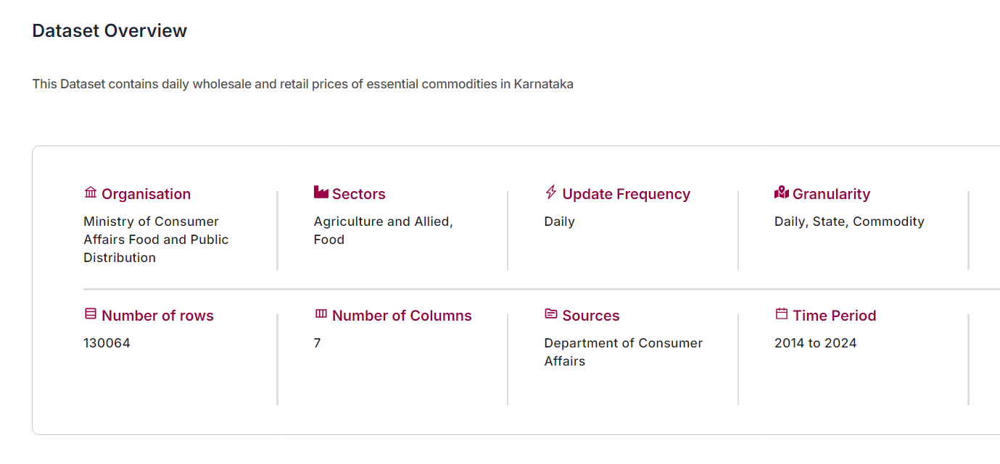 Dataset Overview
This Dataset contains daily wholesale and retail prices of essential commodities in Karnataka
Organisation
Ministry of Consumer
Affairs Food and Public
Distribution
Sectors
Agriculture and Allied,
Food
Update Frequency
Daily
Granularity
Daily, State, Commodity
Number of rows
130064
Number of Columns
7
Sources
Department of Consumer
Affairs
Time Period
2014 to 2024